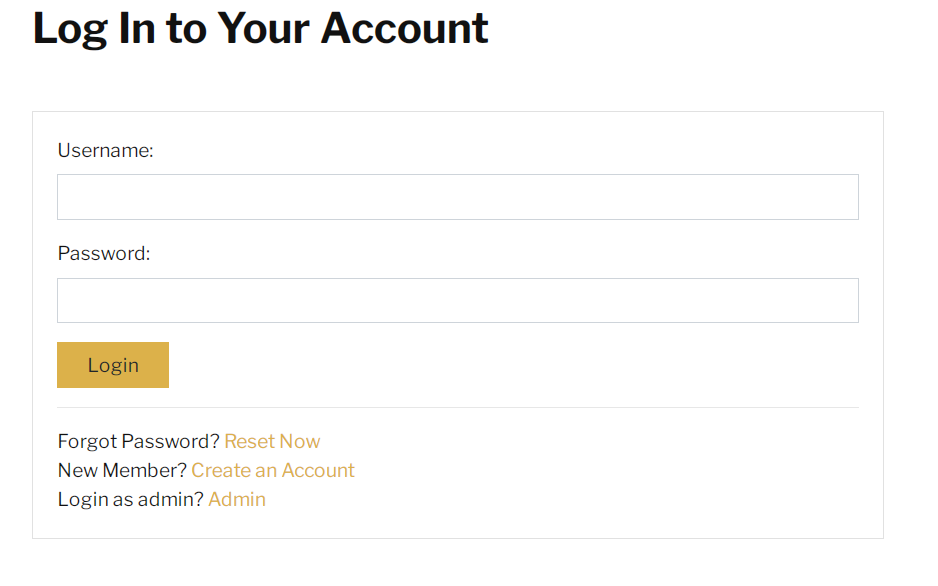 Log In to Your Account
Username:
Password:
Login
Forgot Password? Reset Now
New Member? Create an Account
Login as admin? Admin